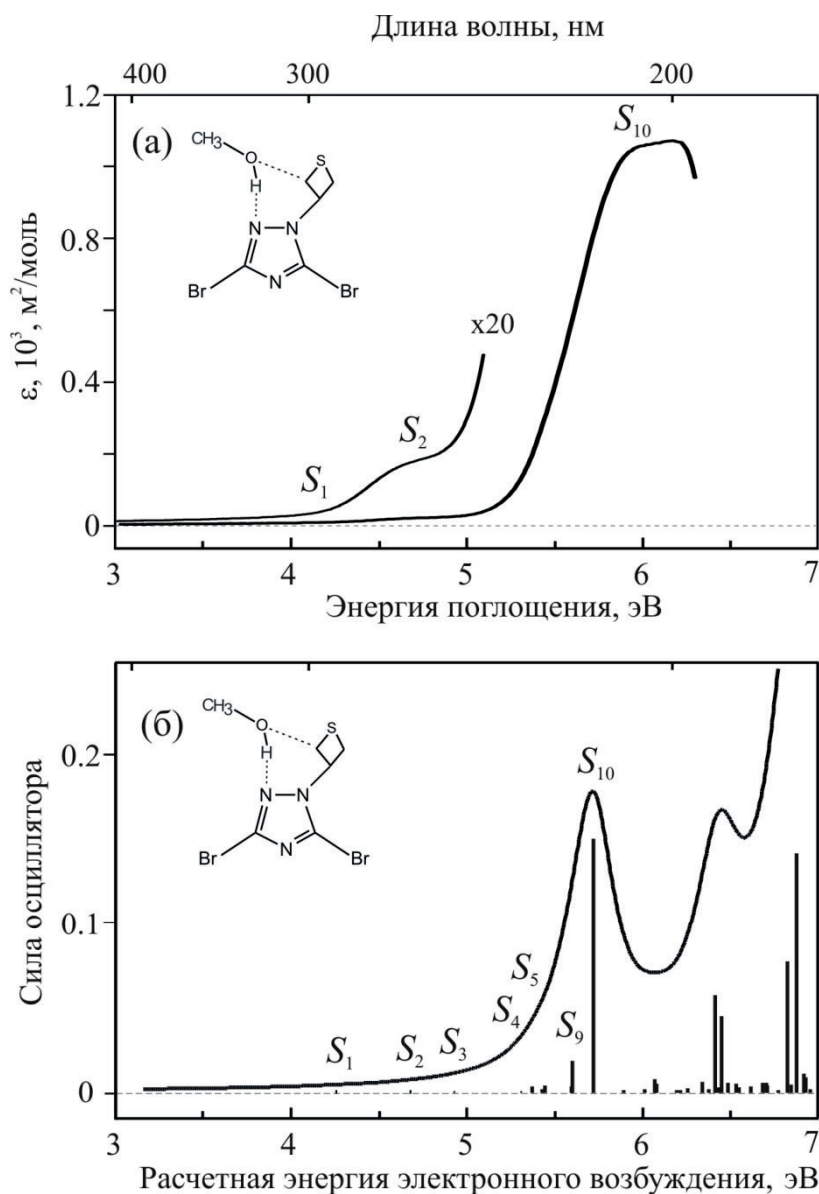 Длина волны, нм
400 300 200
1.2
(а)
S₁₀
CH₃
O
S
H
N N
0.8
N
Br Br
x20
ε, 10³, м²/моль
0.4
S₂
S₁
0
3 4 5 6 7
Энергия поглощения, эВ
(б)
CH₃
O
S
H
0.2
S₁₀
N N
N
Br Br
Сила осциллятора
0.1
S₅
S₄
S₉
S₃
S₂
S₁
0
3 4 5 6 7
Расчетная энергия электронного возбуждения, эВ